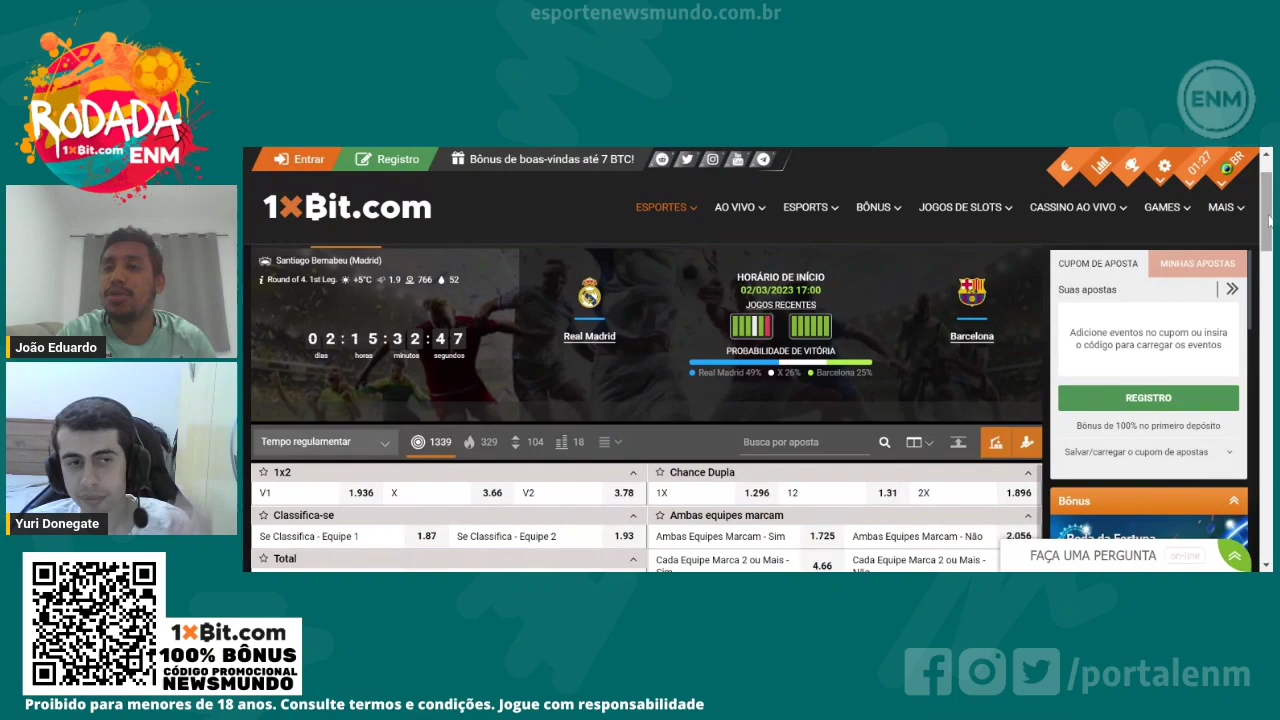 esportenewsmundo.com.br
RODADA
1xBit.com
ENM
ENM
Entrar
Registro
Bônus de boas-vindas até 7 BTC!
01:27
BR
1xBit.com
ESPORTES
AO VIVO
ESPORTS
BÔNUS
JOGOS DE SLOTS
CASSINO AO VIVO
GAMES
MAIS
Santiago Bernabeu (Madrid)
Round of 4. 1st Leg. +5°C 1.9 766 52
02 15 32 47
dias horas minutos segundos
Real Madrid
HORÁRIO DE INÍCIO
02/03/2023 17:00
JOGOS RECENTES
PROBABILIDADE DE VITÓRIA
Real Madrid 49% X 26% Barcelona 25%
Barcelona
CUPOM DE APOSTA
MINHAS APOSTAS
Suas apostas
Adicione eventos no cupom ou insira
o código para carregar os eventos
REGISTRO
Bônus de 100% no primeiro depósito
Salvar/carregar o cupom de apostas
Bônus
Roda da Fortuna
Tempo regulamentar
1339 329 104 18
Busca por aposta
1x2
V1 1.936 X 3.66 V2 3.78
Classifica-se
Se Classifica - Equipe 1 1.87 Se Classifica - Equipe 2 1.93
Total
Chance Dupla
1X 1.296 12 1.31 2X 1.896
Ambas equipes marcam
Ambas Equipes Marcam - Sim 1.725 Ambas Equipes Marcam - Não 2.056
Cada Equipe Marca 2 ou Mais - 4.66 Cada Equipe Marca 2 ou Mais -
Sim
Não
FAÇA UMA PERGUNTA on-line
João Eduardo
Yuri Donegate
1xBit.com
100% BÔNUS
CÓDIGO PROMOCIONAL
NEWSMUNDO
/portalenm
Proibido para menores de 18 anos. Consulte termos e condições. Jogue com responsabilidade